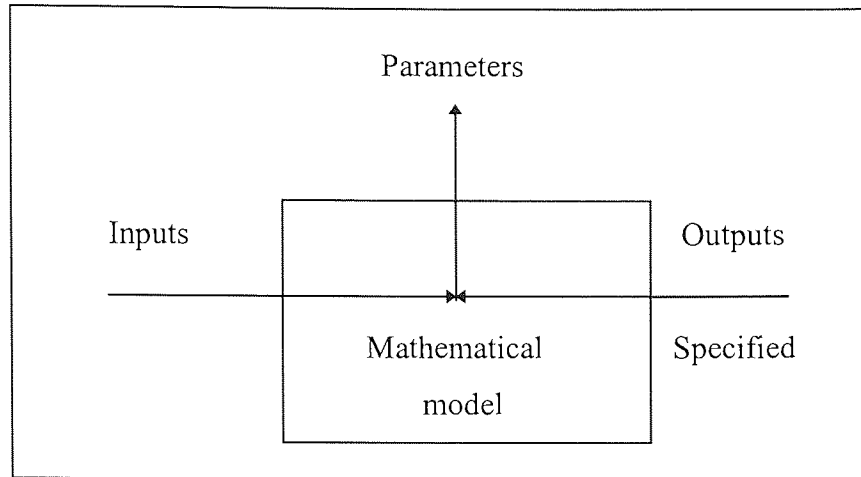 Parameters
Inputs
Outputs
Mathematical
model
Specified